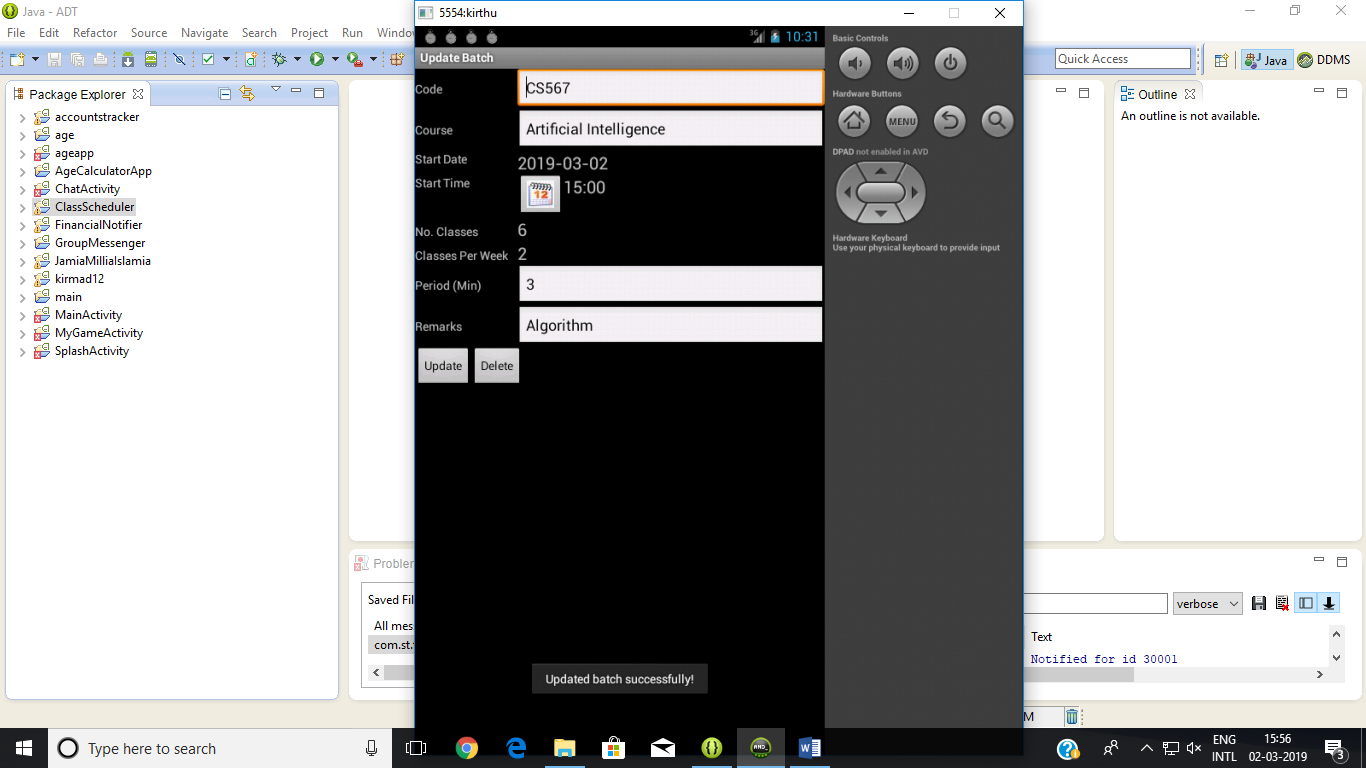 Java - ADT
File Edit Refactor Source Navigate Search Project Run Windo
Quick Access
Java
DDMS
Package Explorer
accountstracker
age
ageapp
AgeCalculatorApp
ChatActivity
ClassScheduler
FinancialNotifier
GroupMessenger
JamiaMilliaIslamia
kirmad12
main
MainActivity
MyGameActivity
SplashActivity
5554:kirthu
3G 10:31
Update Batch
Code CS567
Course Artificial Intelligence
Start Date 2019-03-02
Start Time 12 15:00
No. Classes 6
Classes Per Week 2
Period (Min) 3
Remarks Algorithm
Update Delete
Updated batch successfully!
Basic Controls
Hardware Buttons
MENU
DPAD not enabled in AVD
Hardware Keyboard
Use your physical keyboard to provide input
Outline
An outline is not available.
Problem
Saved Fil
All mes
com.st.
verbose
Text
Notified for id 30001
M
Type here to search
ENG
INTL
15:56
02-03-2019
3